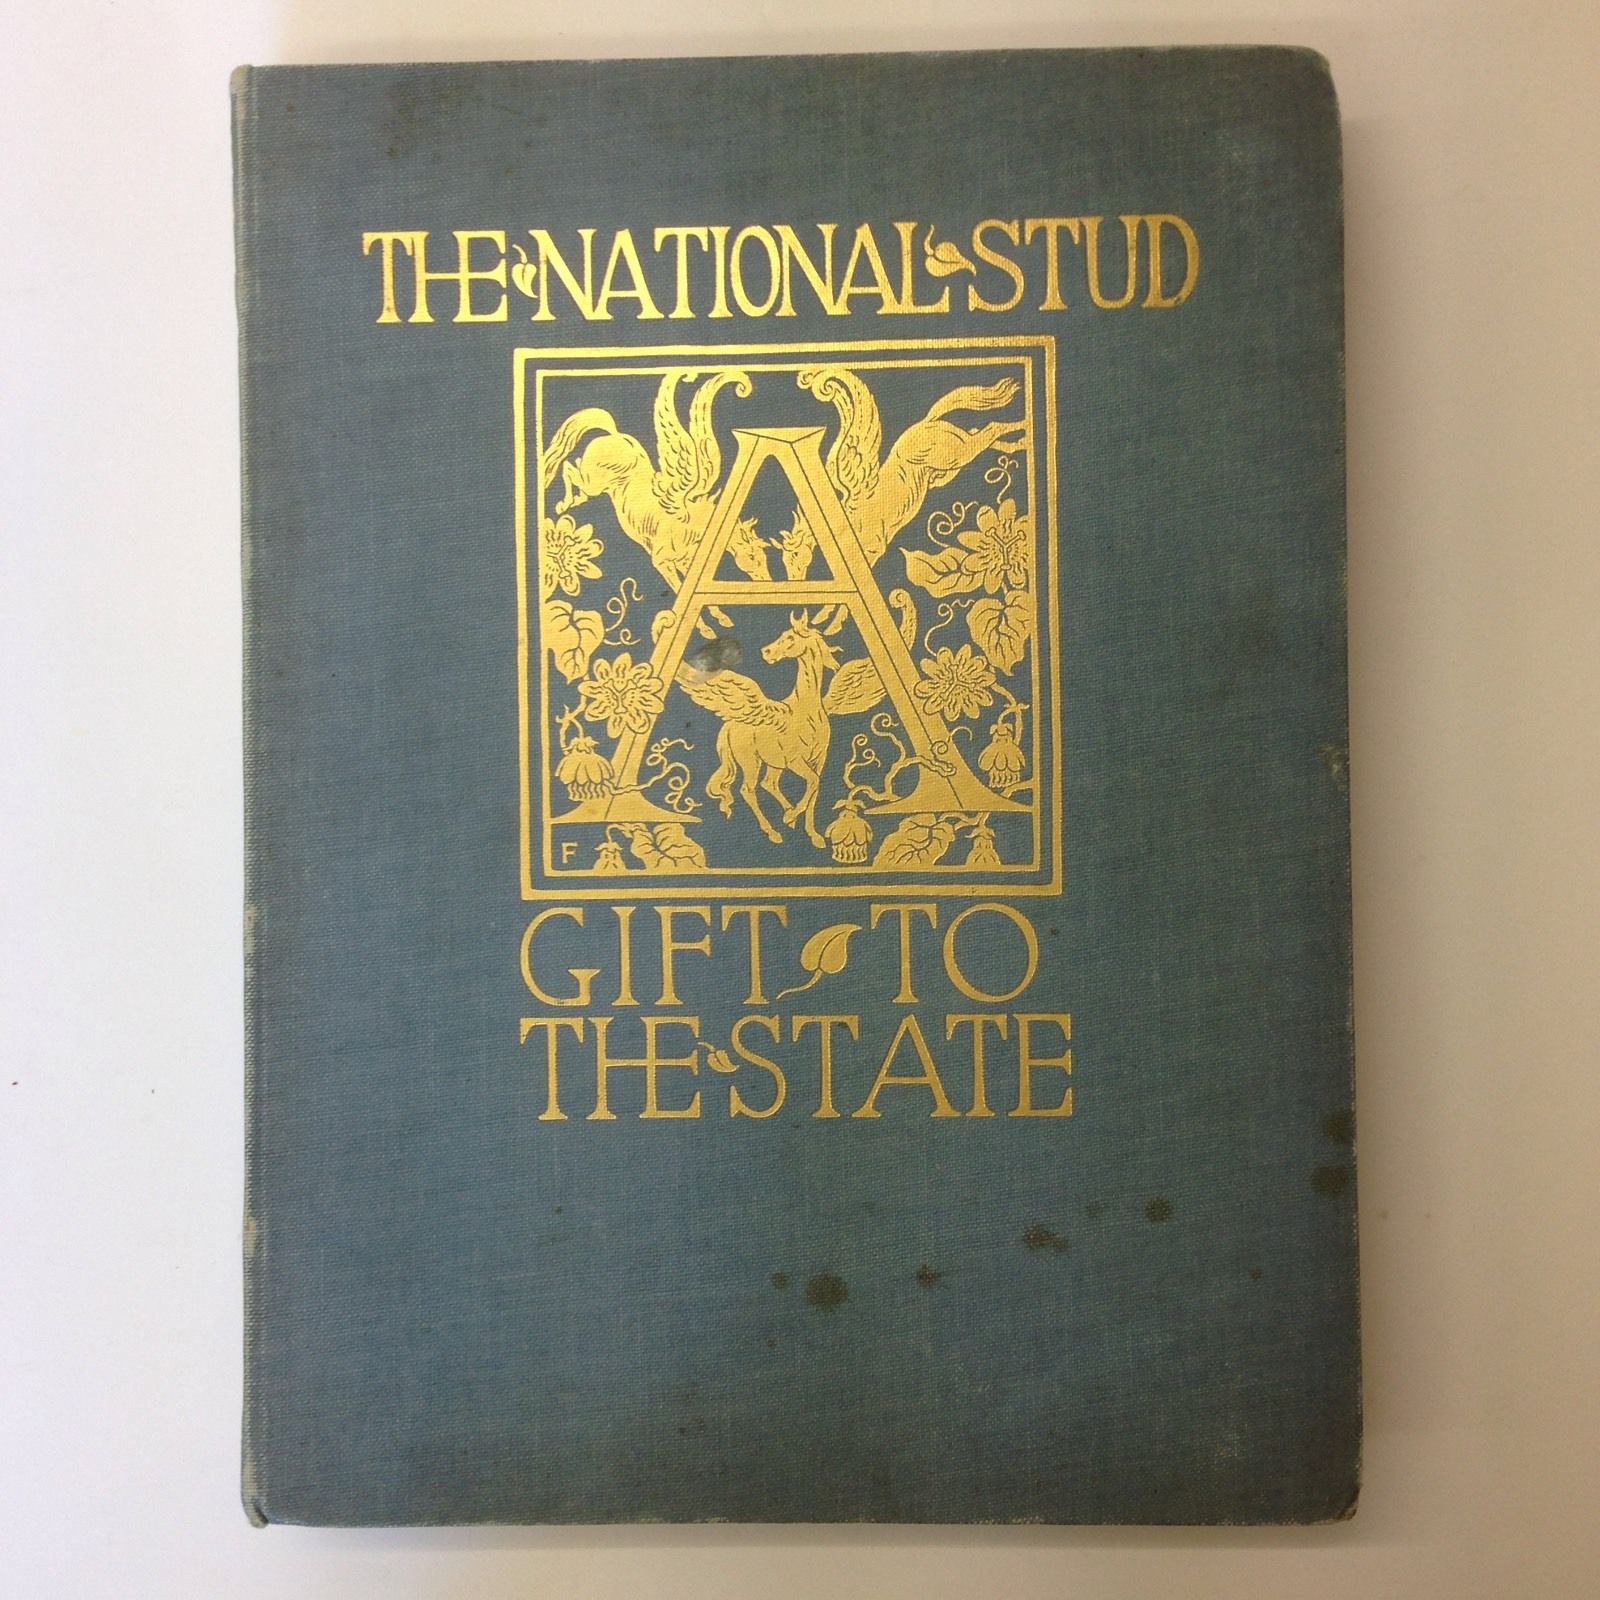 THE NATIONAL STUD
A
F
GIFT TO
THE STATE